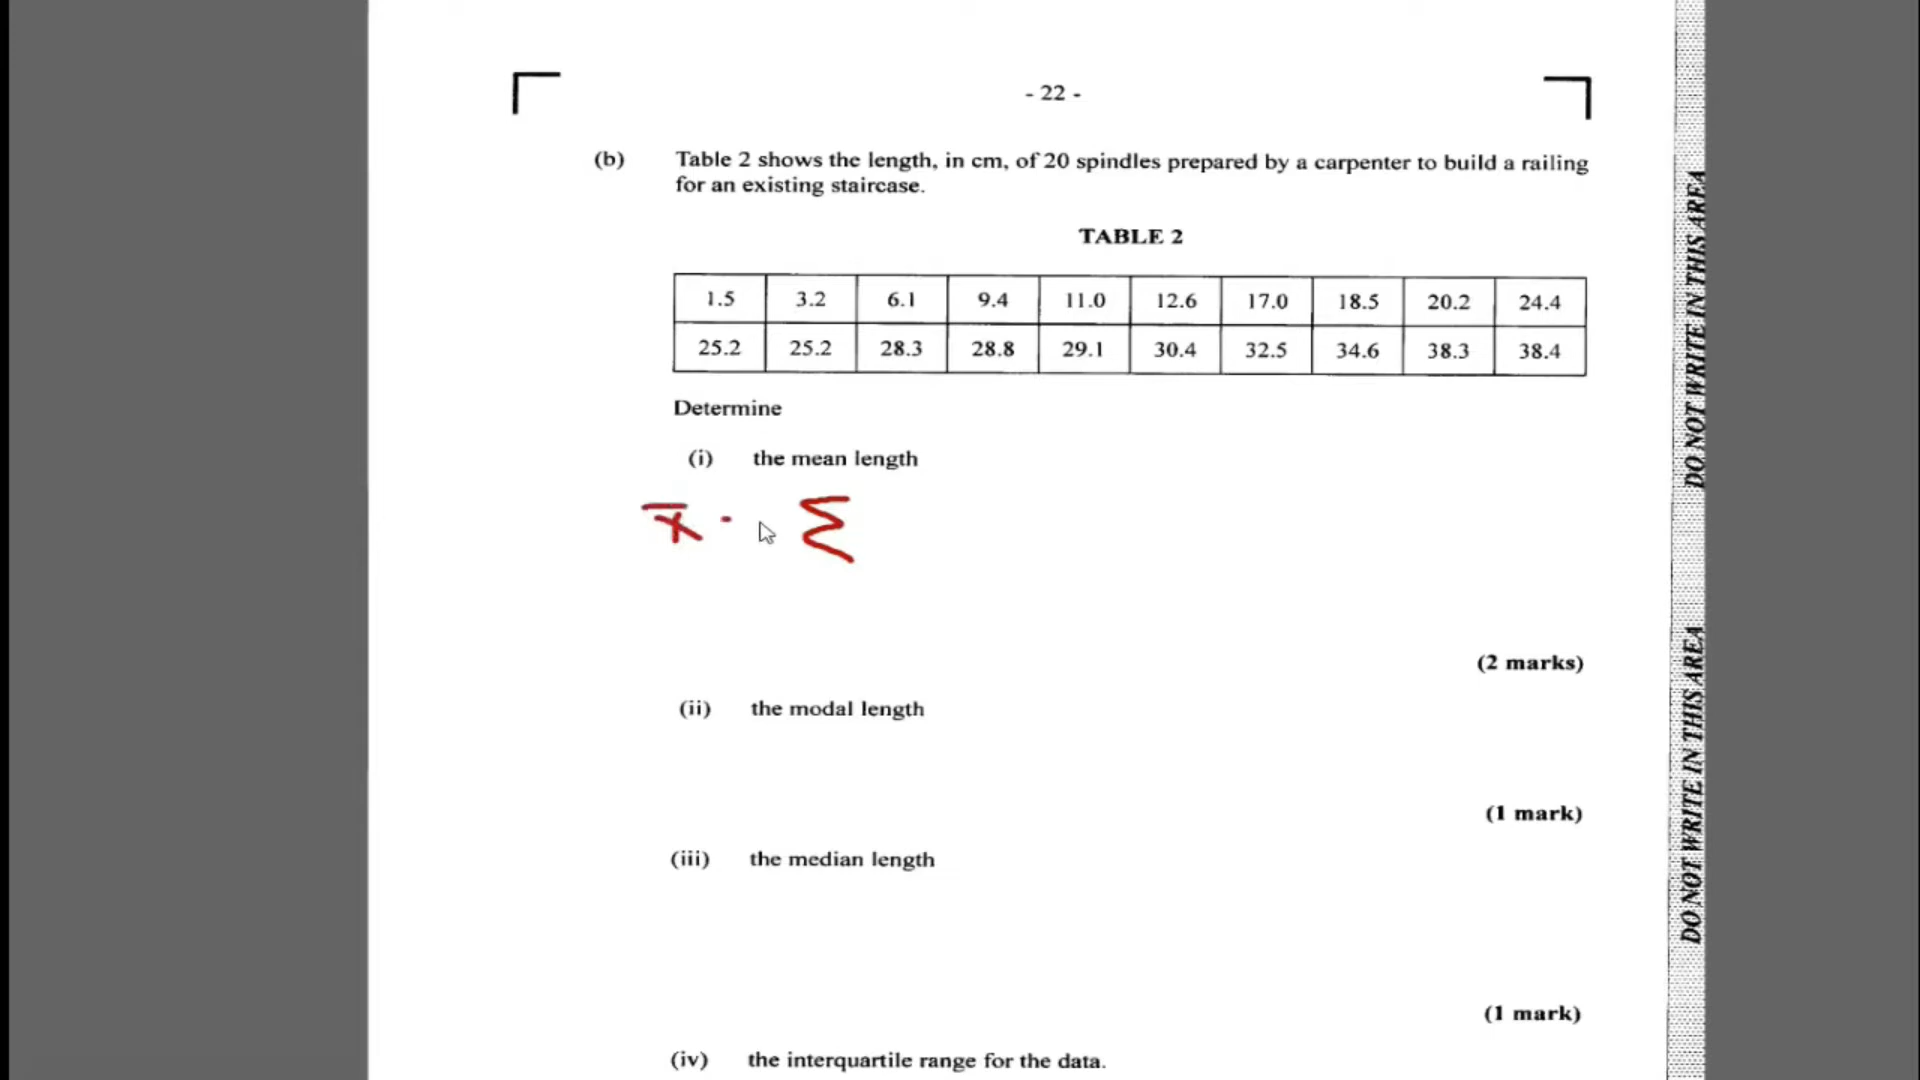 - 22 -
(b) Table 2 shows the length, in cm, of 20 spindles prepared by a carpenter to build a railing
for an existing staircase.
TABLE 2
1.5 3.2 6.1 9.4 11.0 12.6 17.0 18.5 20.2 24.4
25.2 25.2 28.3 28.8 29.1 30.4 32.5 34.6 38.3 38.4
Determine
(i) the mean length
x̄ - Σ
(2 marks)
(ii) the modal length
(1 mark)
(iii) the median length
(1 mark)
(iv) the interquartile range for the data.
DO NOT WRITE IN THIS AREA
DO NOT WRITE IN THIS AREA